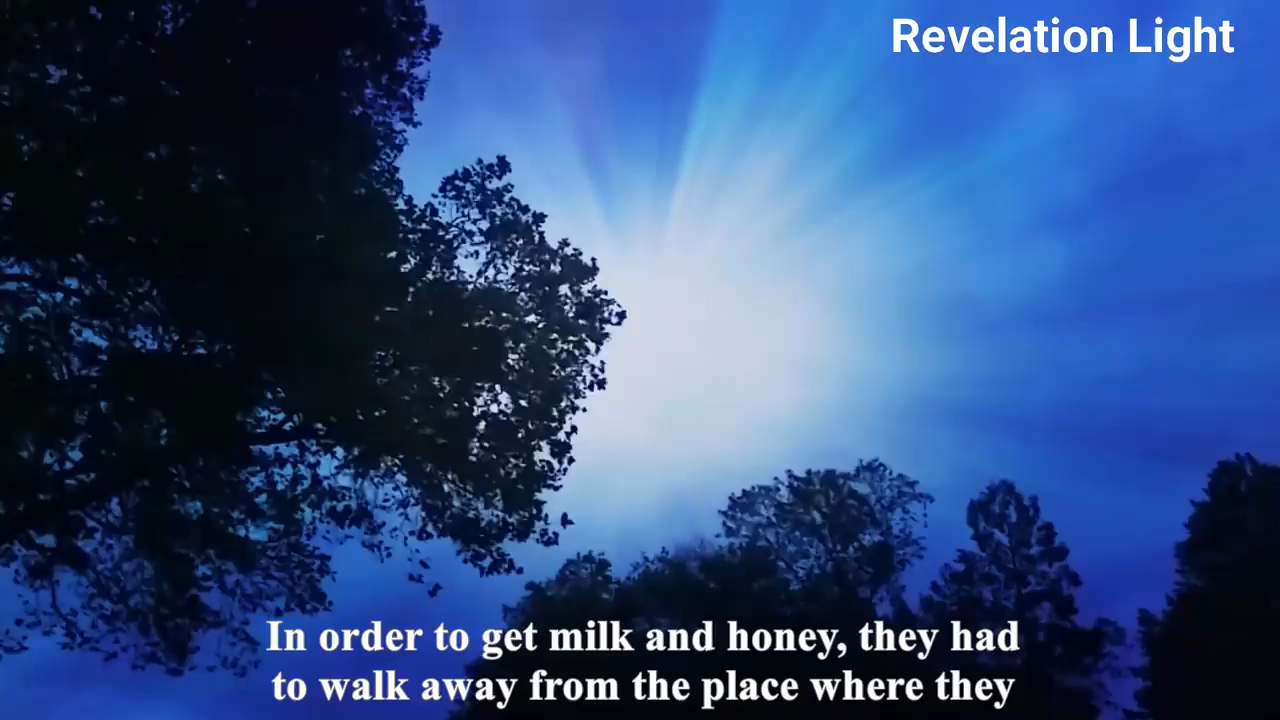 Revelation Light
In order to get milk and honey, they had
to walk away from the place where they